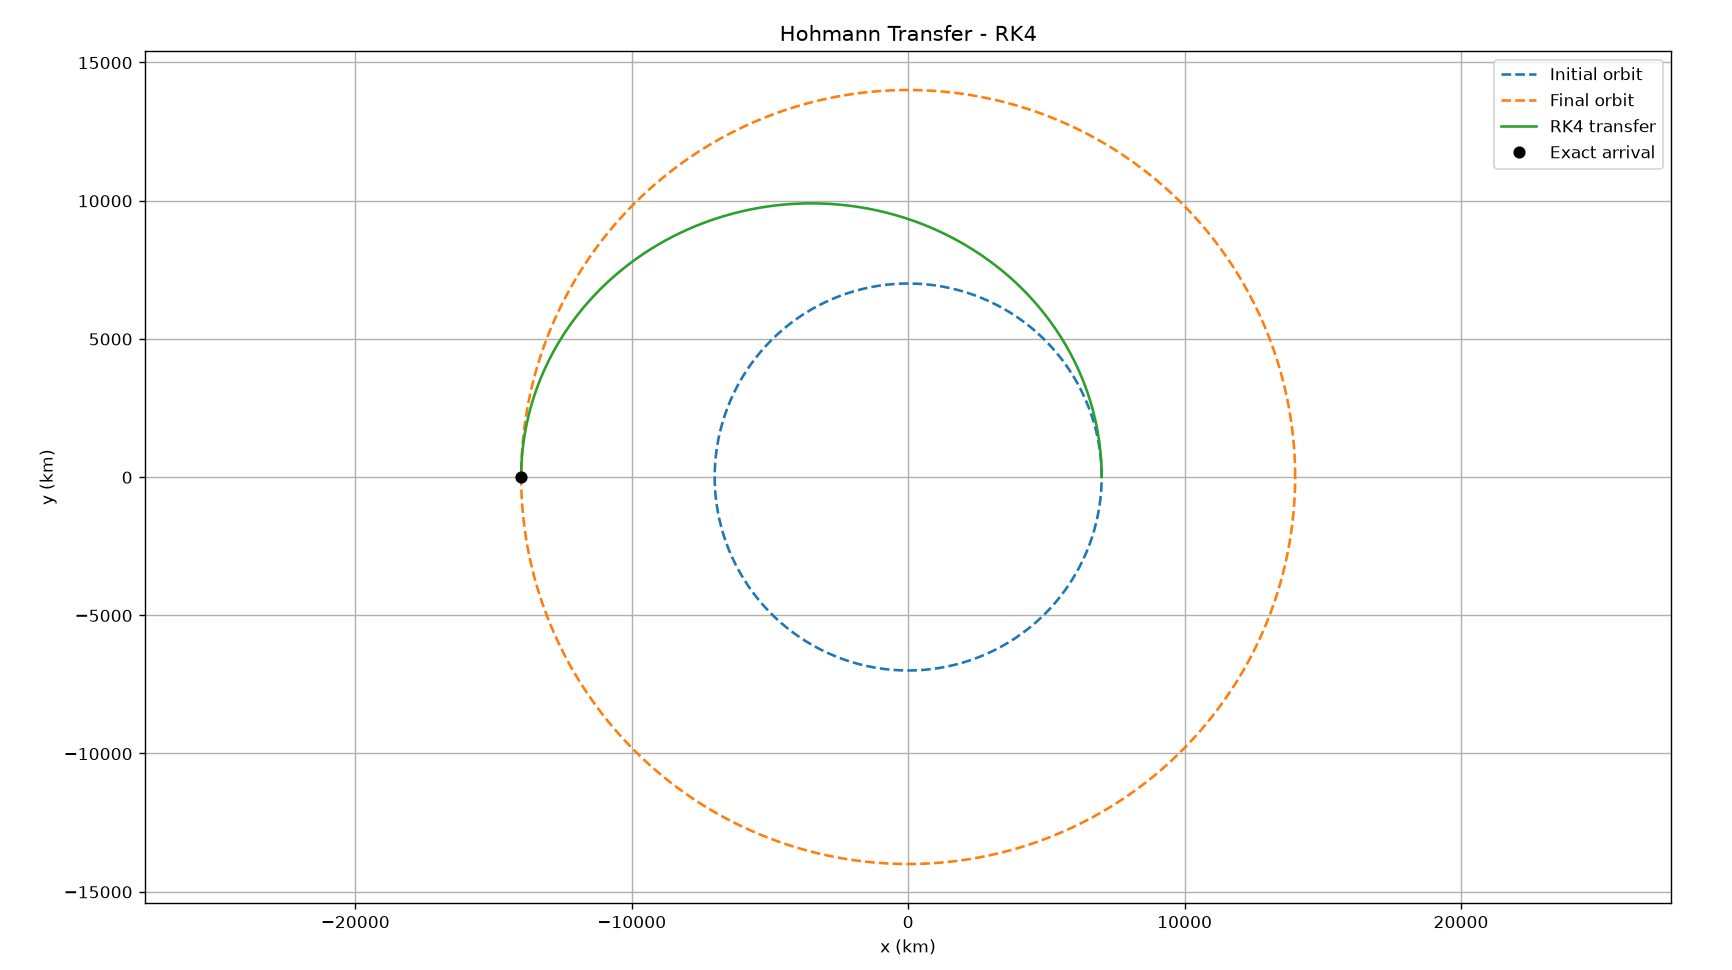 Hohmann Transfer - RK4
Initial orbit
Final orbit
RK4 transfer
Exact arrival
15000
10000
5000
0
−5000
−10000
−15000
y (km)
−20000
−10000
0
10000
20000
x (km)